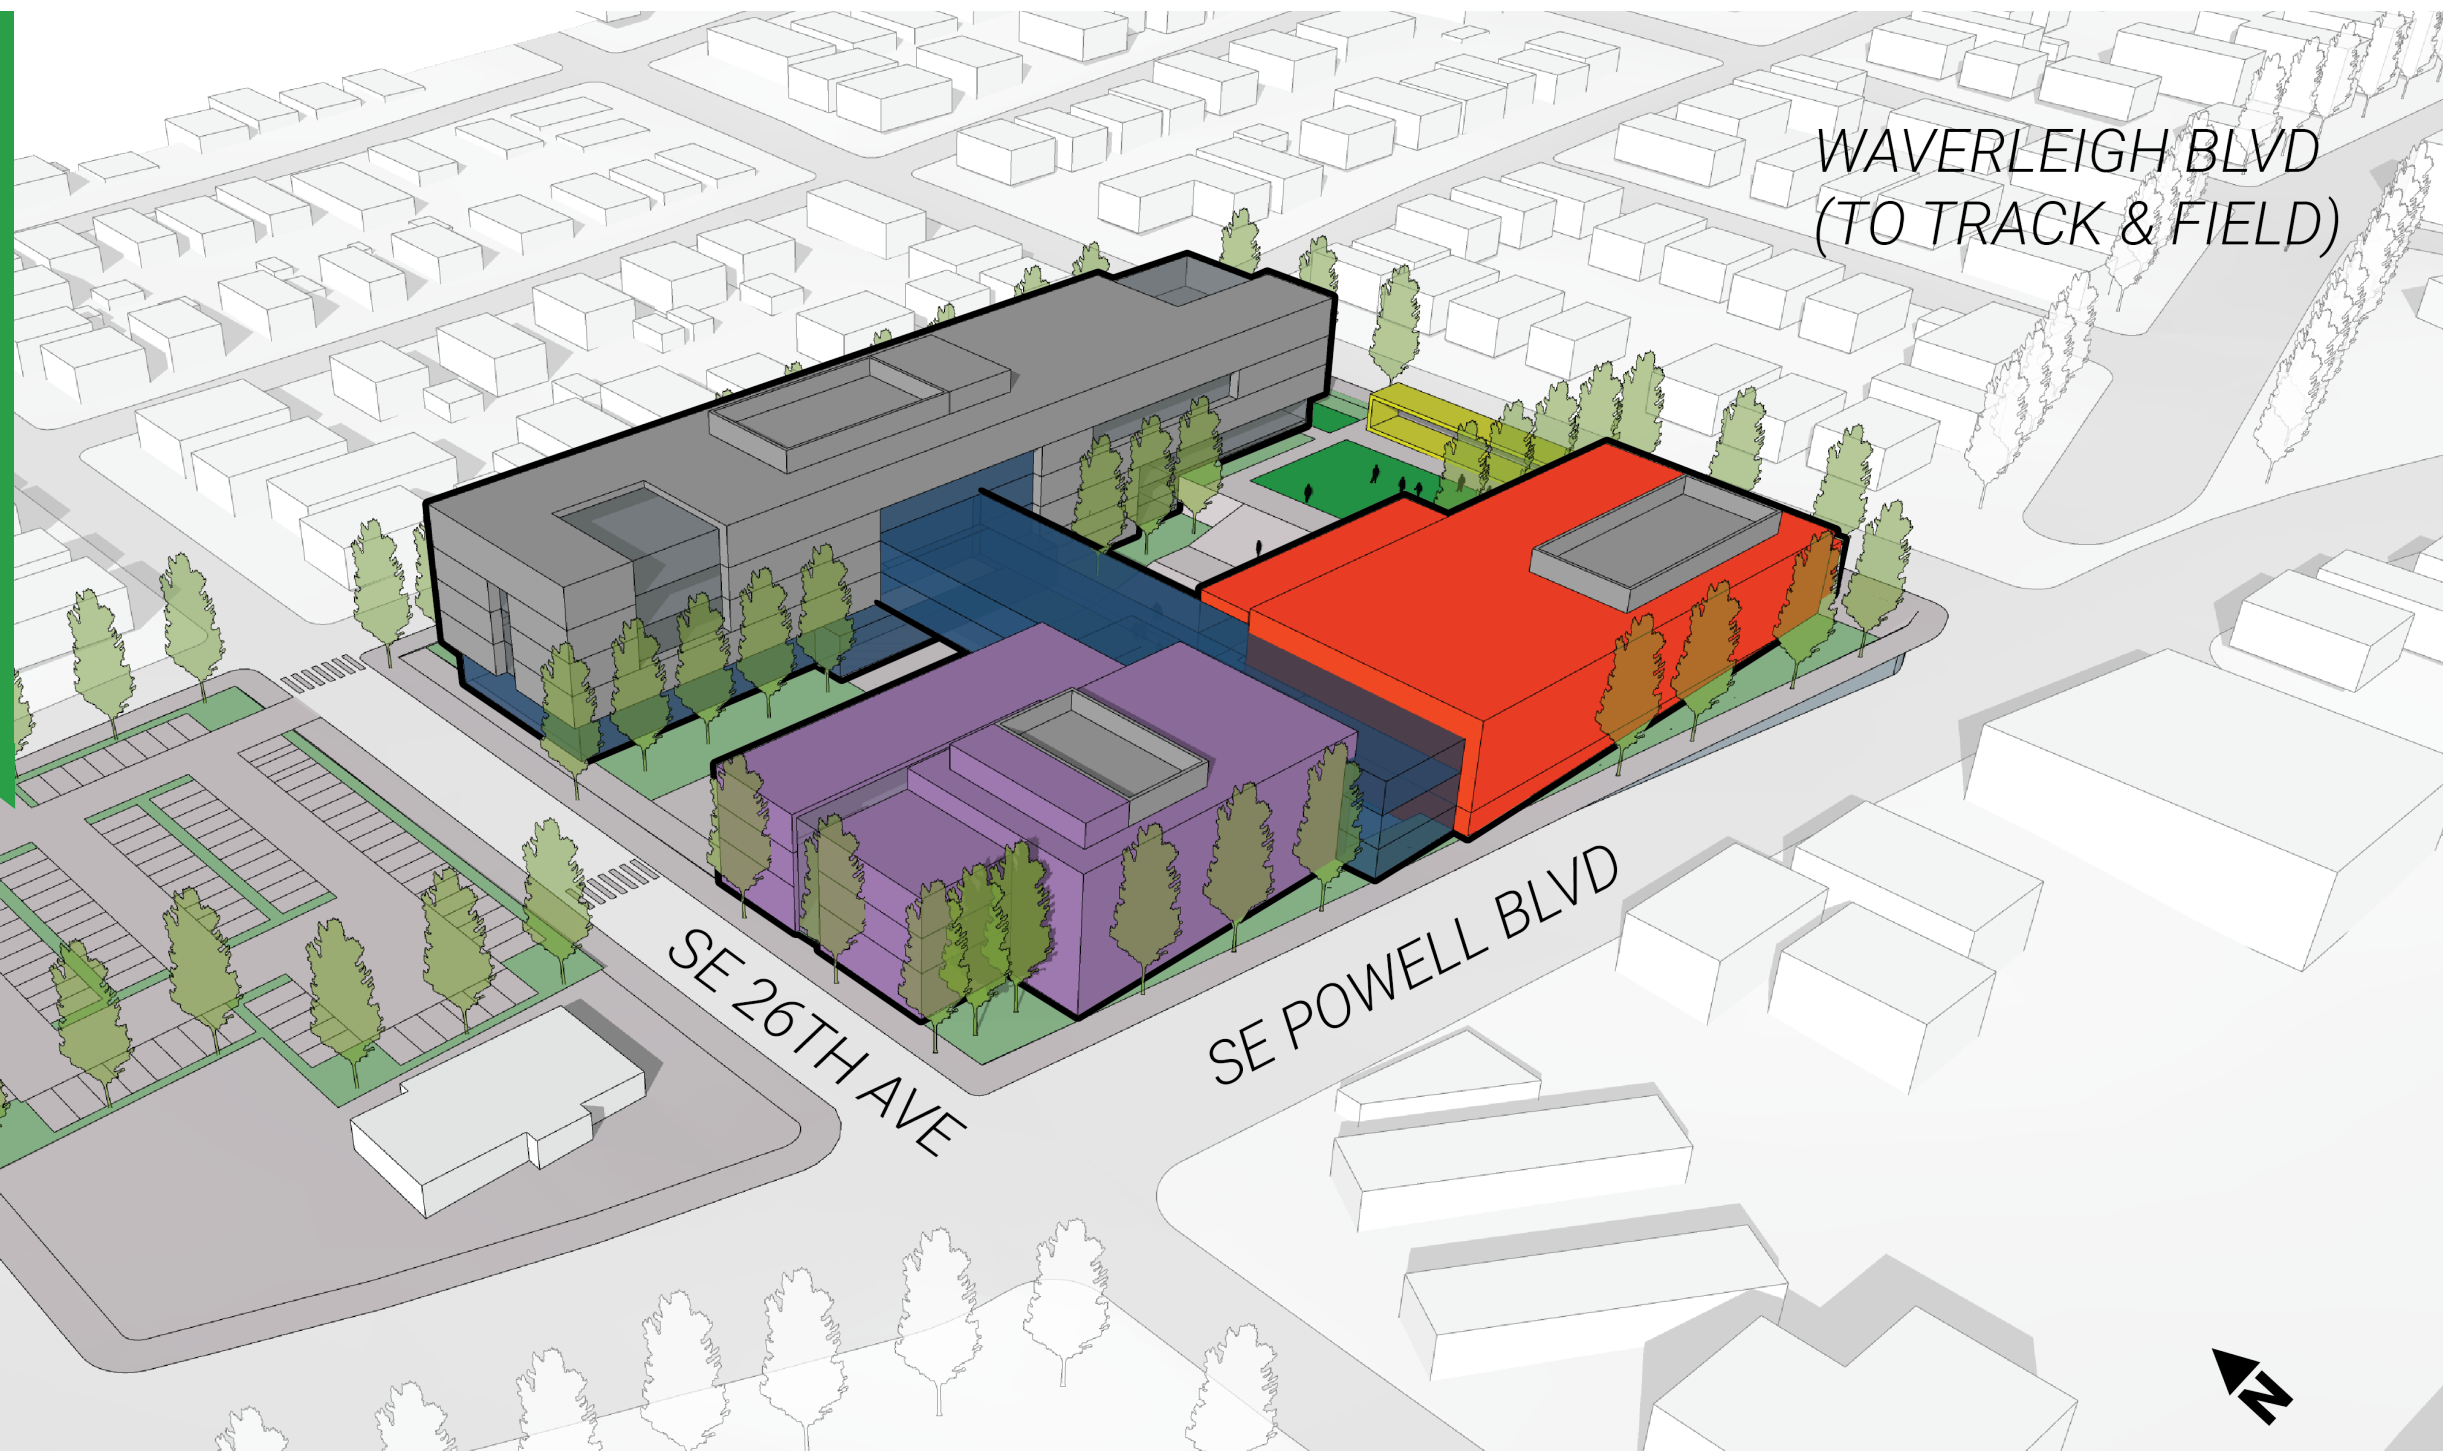 WAVERLEIGH BLVD
(TO TRACK & FIELD)
SE 26TH AVE
SE POWELL BLVD
N